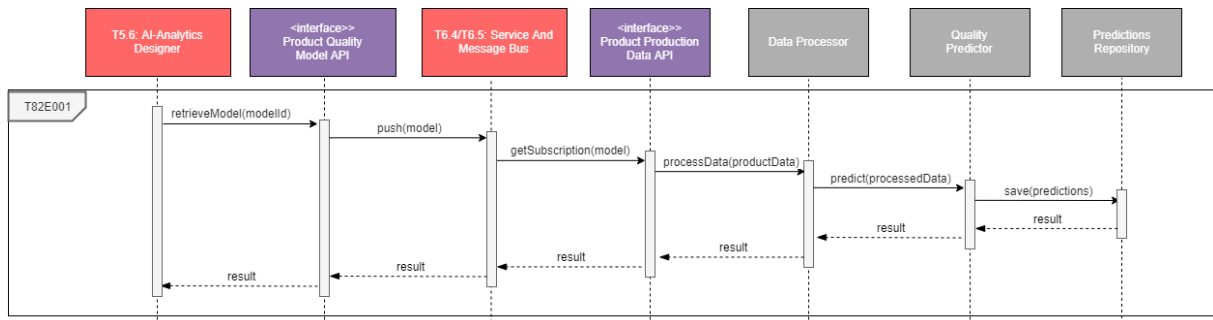 T5.6: AI-Analytics
Designer
<interface>>
Product Quality
Model API
T6.4/T6.5: Service And
Message Bus
<interface>>
Product Production
Data API
Data Processor
Quality
Predictor
Predictions
Repository
T82E001
retrieveModel(modelId)
push(model)
getSubscription(model)
processData(productData)
predict(processedData)
save(predictions)
result
result
result
result
result
result